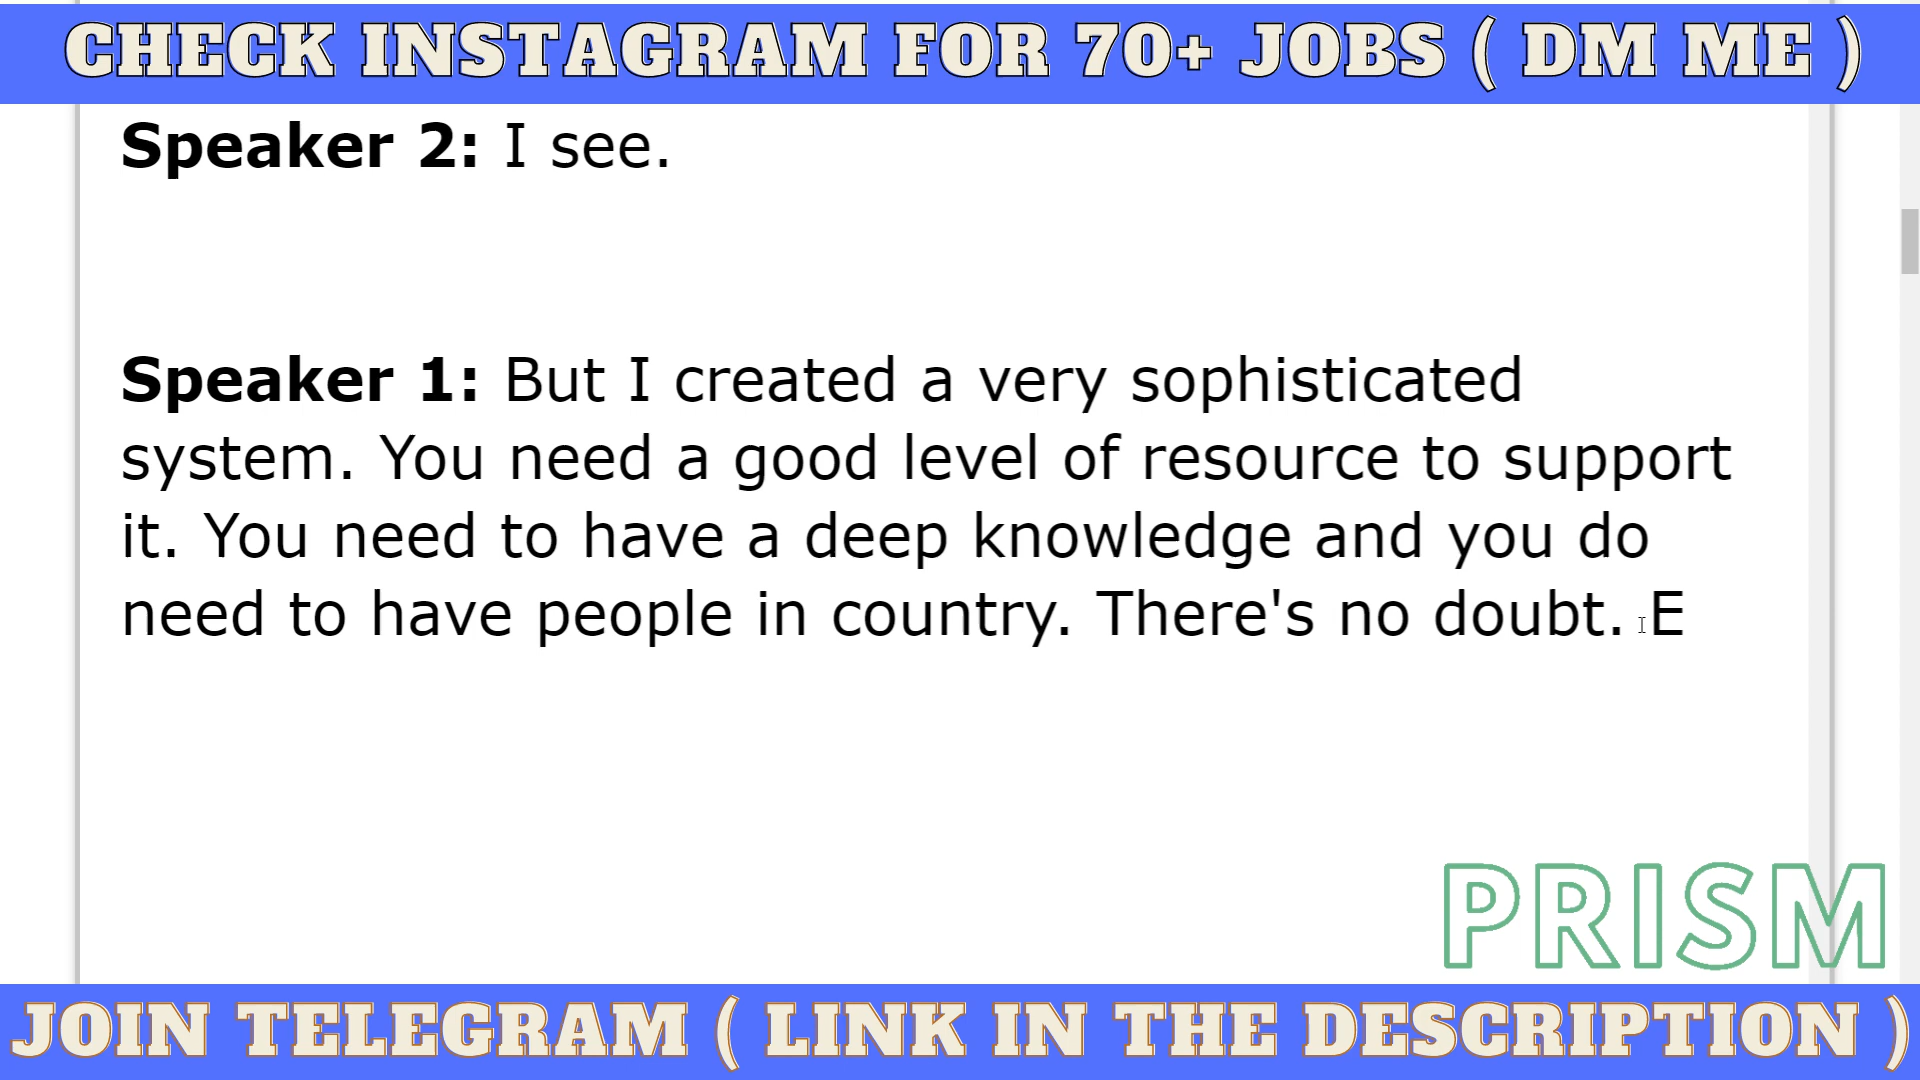 CHECK INSTAGRAM FOR 70+ JOBS ( DM ME )
Speaker 2: I see.
Speaker 1: But I created a very sophisticated
system. You need a good level of resource to support
it. You need to have a deep knowledge and you do
need to have people in country. There's no doubt. E
PRISM
JOIN TELEGRAM ( LINK IN THE DESCRIPTION )